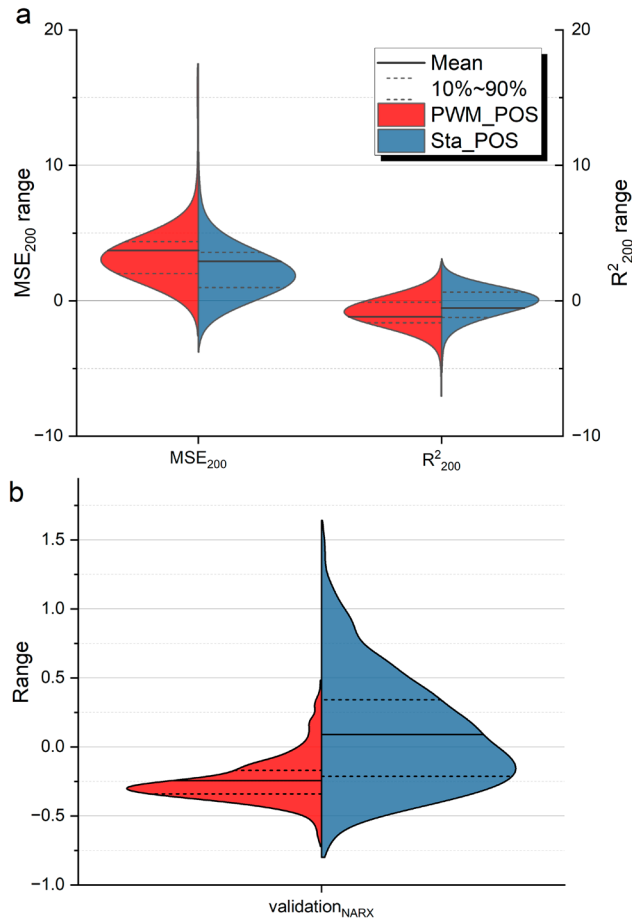 a
20
10
0
−10
MSE200 range
20
10
0
−10
R2200 range
Mean
10%~90%
PWM_POS
Sta_POS
MSE200
R2200
b
1.5
1.0
0.5
0.0
−0.5
−1.0
Range
validationNARX